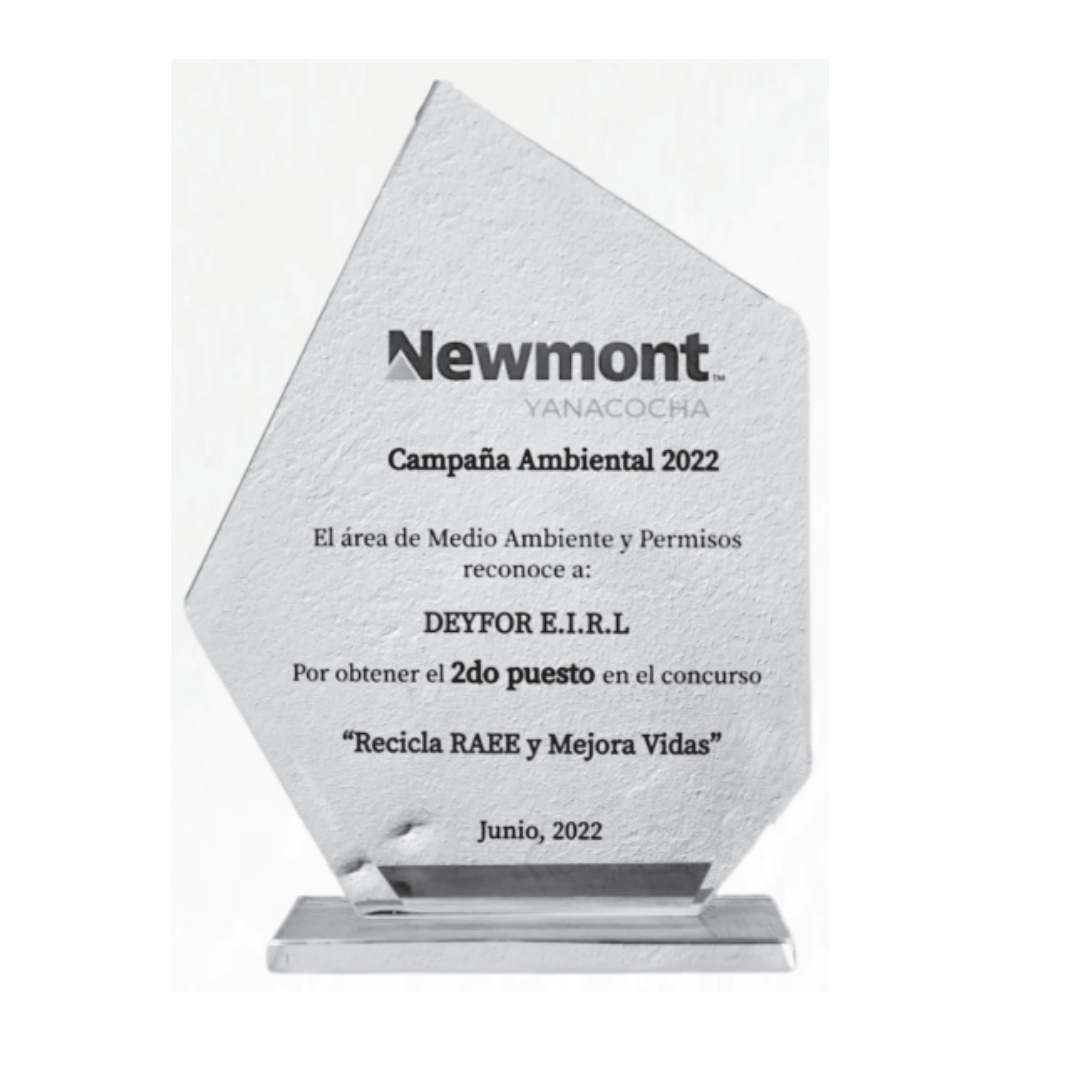 Newmont™
YANACOCHA
Campaña Ambiental 2022
El área de Medio Ambiente y Permisos
reconoce a:
DEYFOR E.I.R.L
Por obtener el 2do puesto en el concurso
“Recicla RAEE y Mejora Vidas”
Junio, 2022